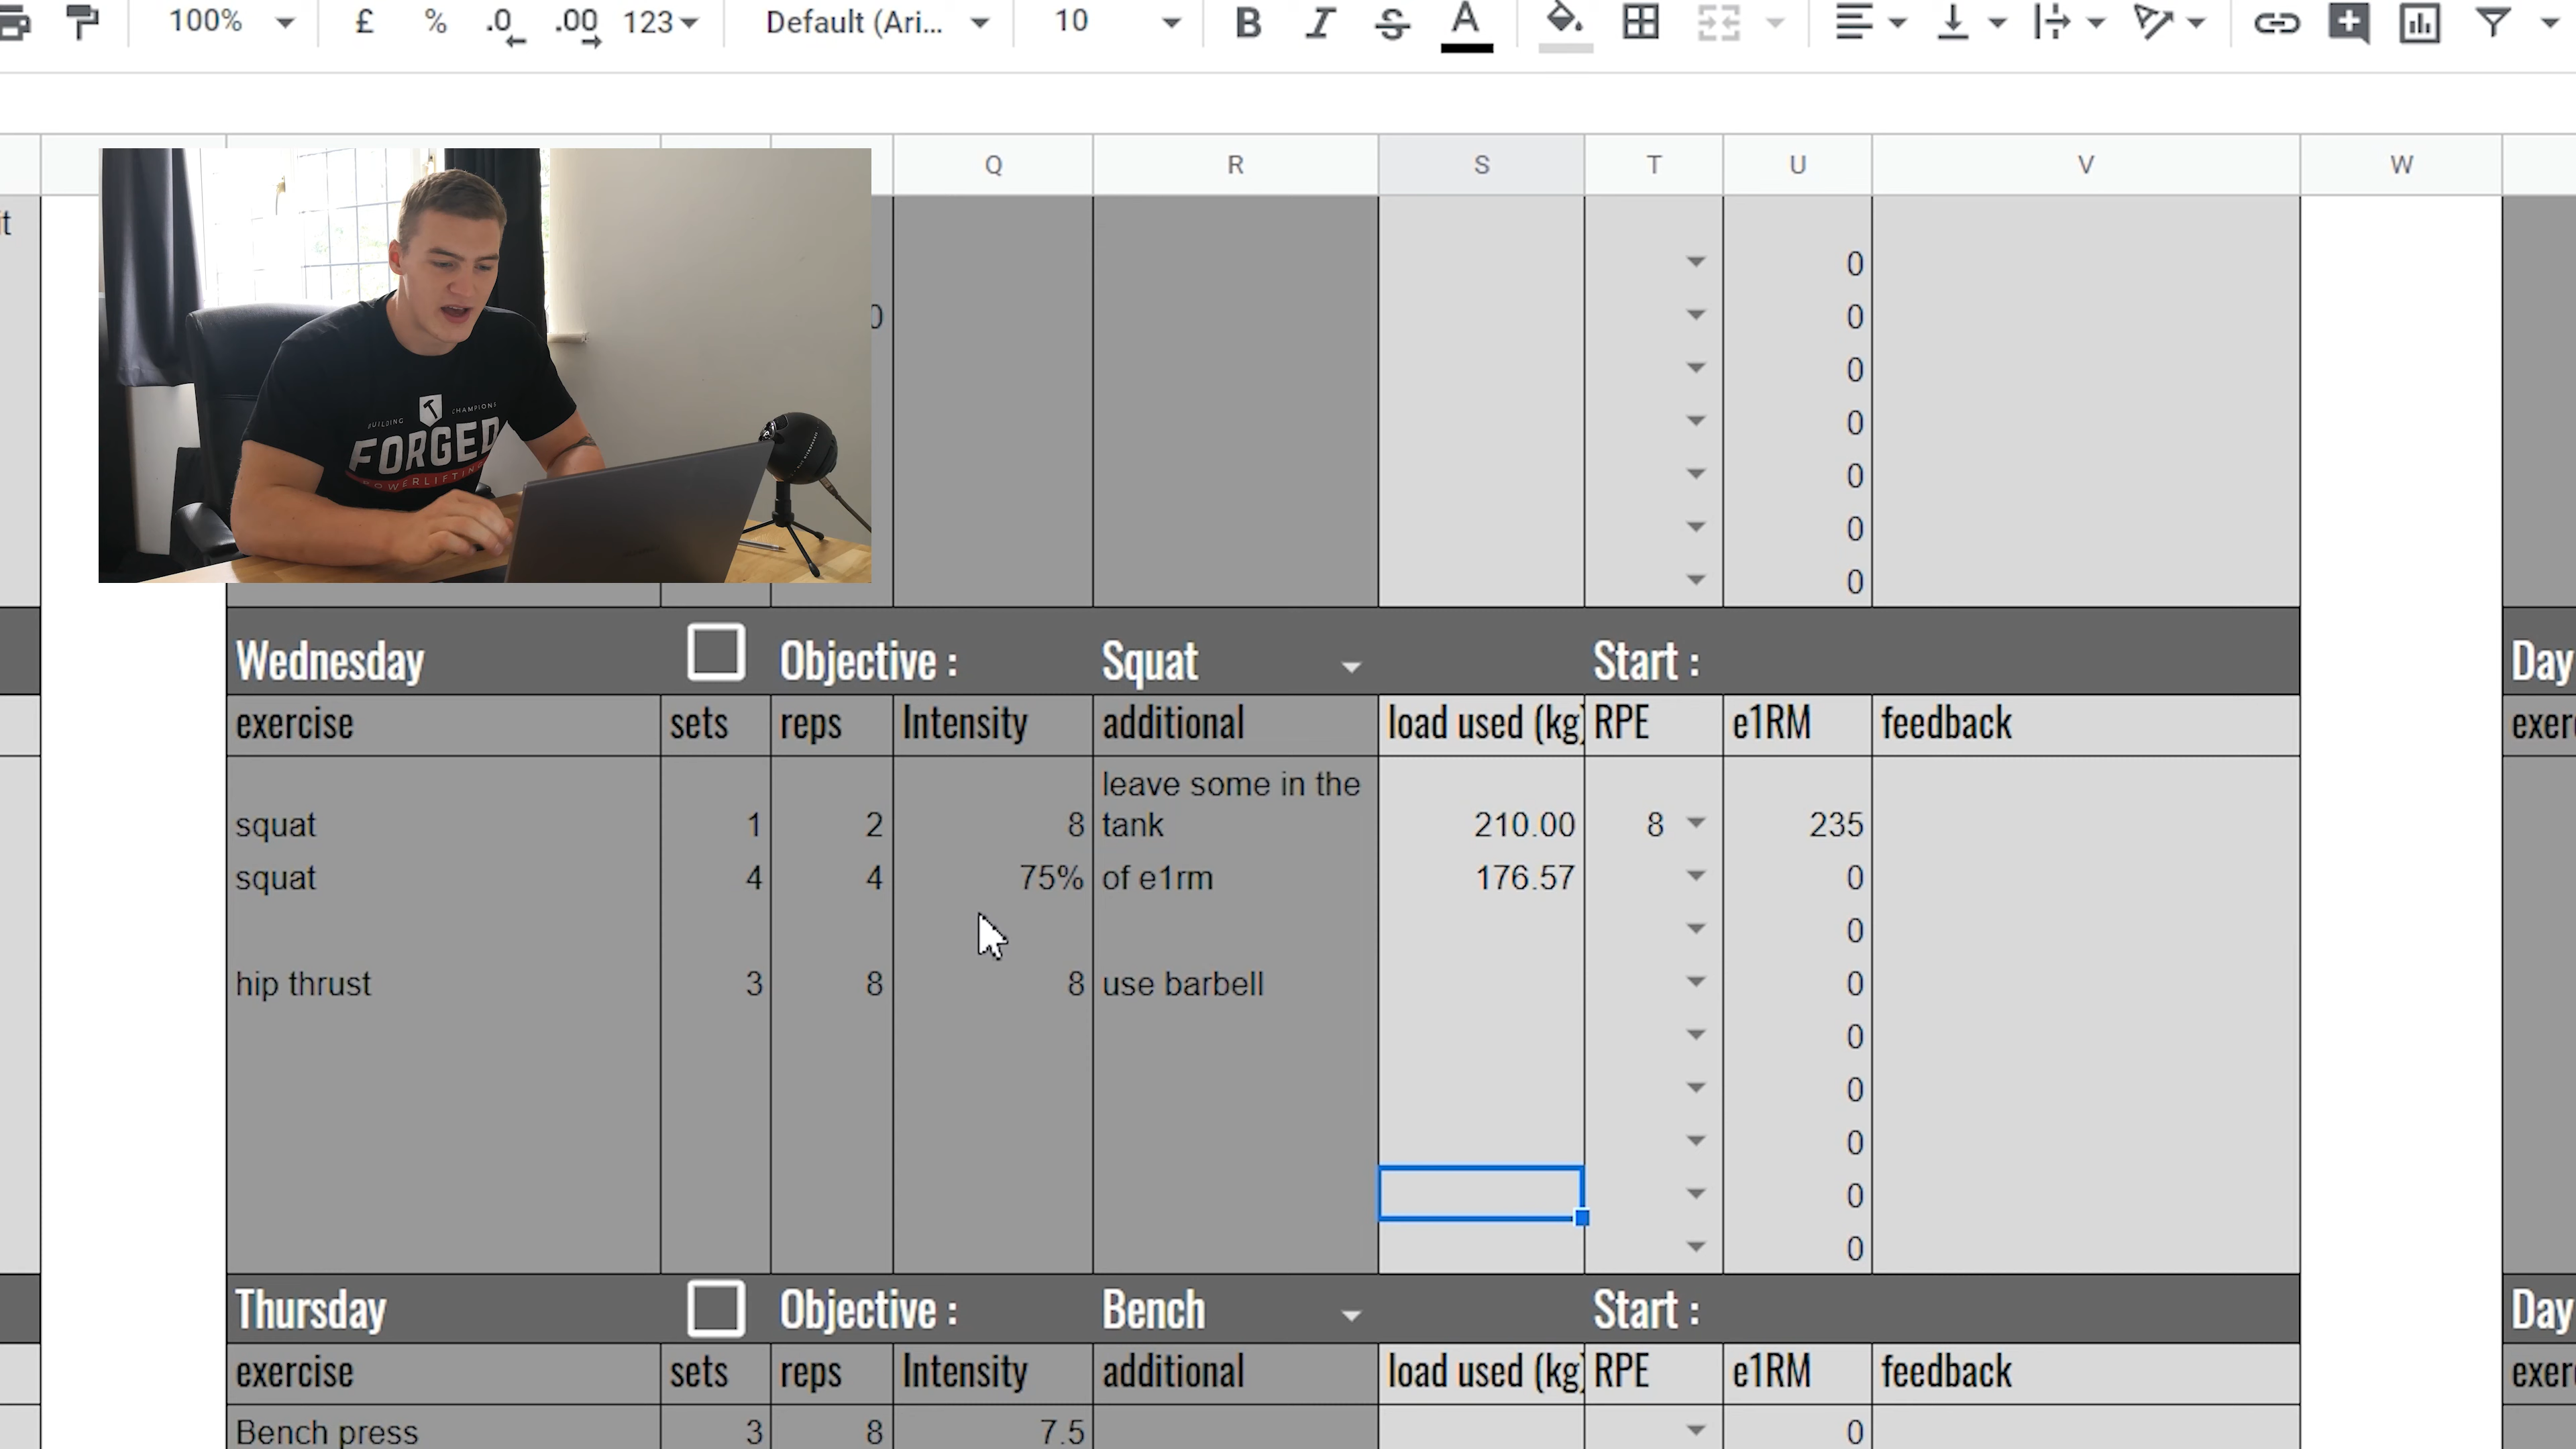 100% £ % .0 .00 123 Default (Ari... 10 B I S A
Q R S T U V W
it
0
0
0
0
0
0
0
0
BUILDING CHAMPIONS
FORGED
POWERLIFTING
Wednesday Objective : Squat Start : Day
exercise sets reps Intensity additional load used (kg) RPE e1RM feedback exer
squat 1 2 8 leave some in the
tank 210.00 8 235
squat 4 4 75% of e1rm 176.57 0
0
hip thrust 3 8 8 use barbell 0
0
0
0
0
0
Thursday Objective : Bench Start : Day
exercise sets reps Intensity additional load used (kg) RPE e1RM feedback exer
Bench press 3 8 7.5 0